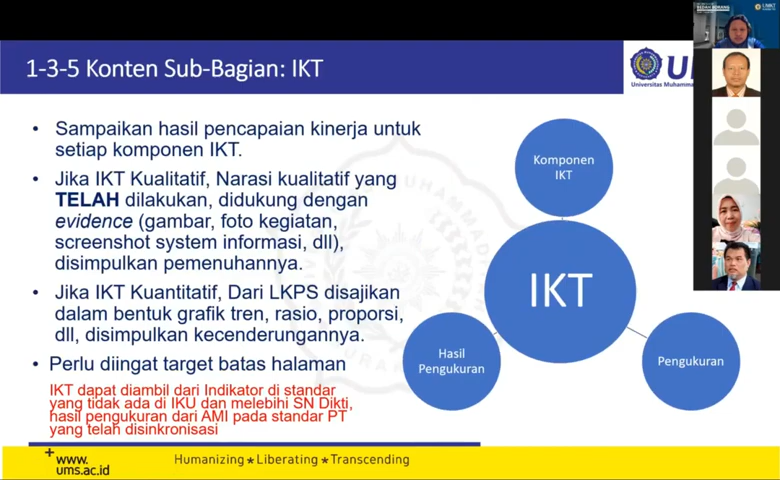 BEDAH BORANG
UMKT
1-3-5 Konten Sub-Bagian: IKT
Universitas Muhamma
• Sampaikan hasil pencapaian kinerja untuk
setiap komponen IKT.
• Jika IKT Kualitatif, Narasi kualitatif yang
TELAH dilakukan, didukung dengan
evidence (gambar, foto kegiatan,
screenshot system informasi, dll),
disimpulkan pemenuhannya.
• Jika IKT Kuantitatif, Dari LKPS disajikan
dalam bentuk grafik tren, rasio, proporsi,
dll, disimpulkan kecenderungannya.
• Perlu diingat target batas halaman
IKT dapat diambil dari Indikator di standar
yang tidak ada di IKU dan melebihi SN Dikti,
hasil pengukuran dari AMI pada standar PT
yang telah disinkronisasi
Komponen
IKT
IKT
Hasil
Pengukuran
Pengukuran
www.
ums.ac.id
Humanizing ★ Liberating ★ Transcending